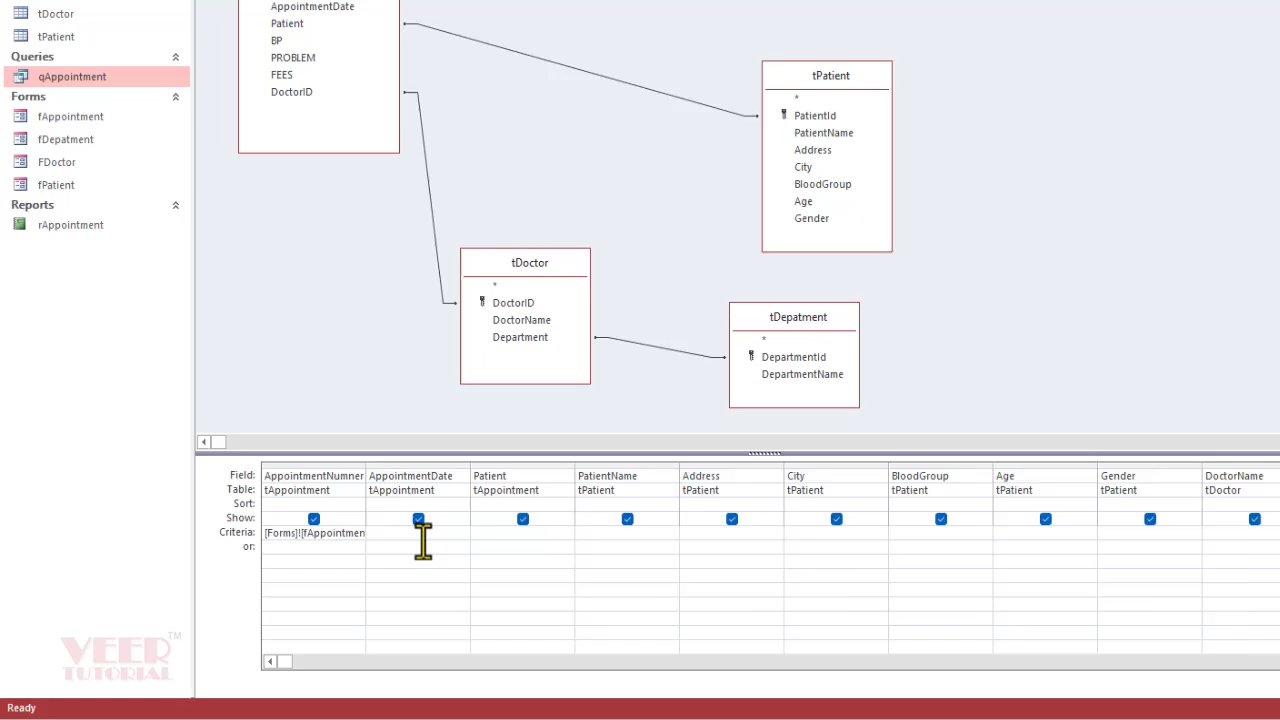 tDoctor
tPatient
Queries
qAppointment
Forms
fAppointment
fDepatment
FDoctor
fPatient
Reports
rAppointment
AppointmentDate
Patient
BP
PROBLEM
FEES
DoctorID
tPatient
*
PatientId
PatientName
Address
City
BloodGroup
Age
Gender
tDoctor
*
DoctorID
DoctorName
Department
tDepatment
*
DepartmentId
DepartmentName
Field: AppointmentNumner AppointmentDate Patient PatientName Address City BloodGroup Age Gender DoctorName
Table: tAppointment tAppointment tAppointment tPatient tPatient tPatient tPatient tPatient tPatient tDoctor
Sort:
Show:
Criteria: [Forms]![fAppointmen
or:
VEER TM
TUTORIAL
Ready